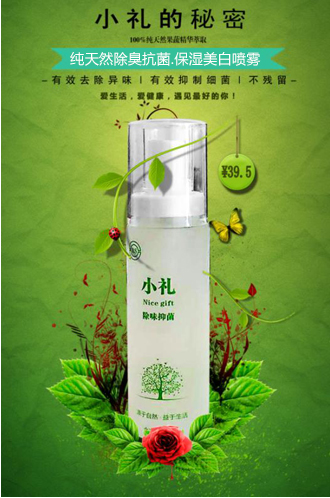 小礼的秘密
100%纯天然果蔬精华萃取
纯天然除臭抗菌.保湿美白喷雾
–有效去除异味｜有效抑制细菌｜不残留–
爱生活，爱健康，遇见最好的你！
¥39.5
小礼
Nice gift
除味抑菌
源于自然·绿于生活